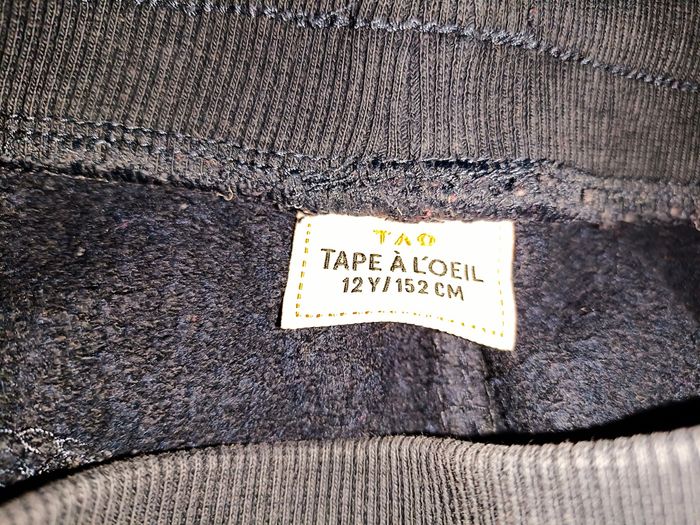 TAO
TAPE À L'OEIL
12 Y/152 CM